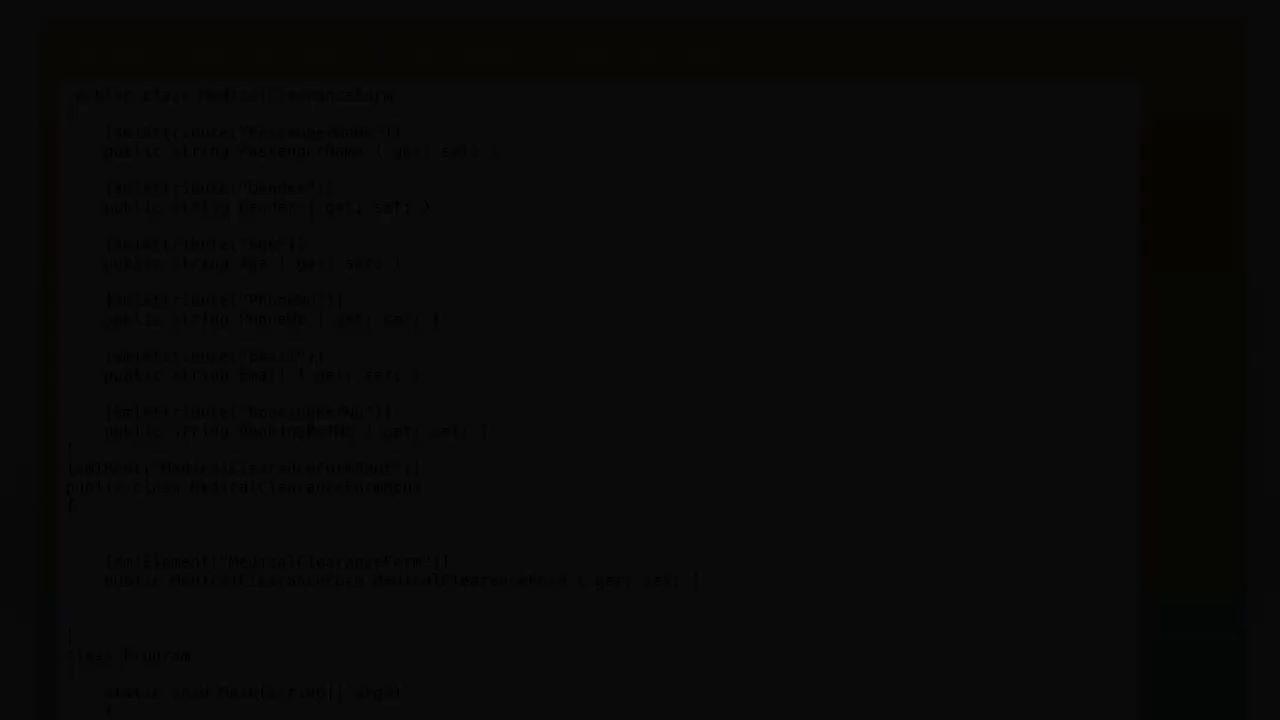 public class MedicalClearanceForm
{
[XmlAttribute("PassengerName")]
public string PassengerName { get; set; }
[XmlAttribute("Gender")]
public string Gender { get; set; }
[XmlAttribute("Age")]
public string Age { get; set; }
[XmlAttribute("PhoneNo")]
public string PhoneNo { get; set; }
[XmlAttribute("Email")]
public string Email { get; set; }
[XmlAttribute("BookingRefNo")]
public string BookingRefNo { get; set; }
}
[XmlRoot("MedicalClearanceFormRoot")]
public class MedicalClearanceFormRoot
{
[XmlElement("MedicalClearanceForm")]
public MedicalClearanceForm MedicalClearanceForm { get; set; }
}
class Program
{
static void Main(string[] args)
{